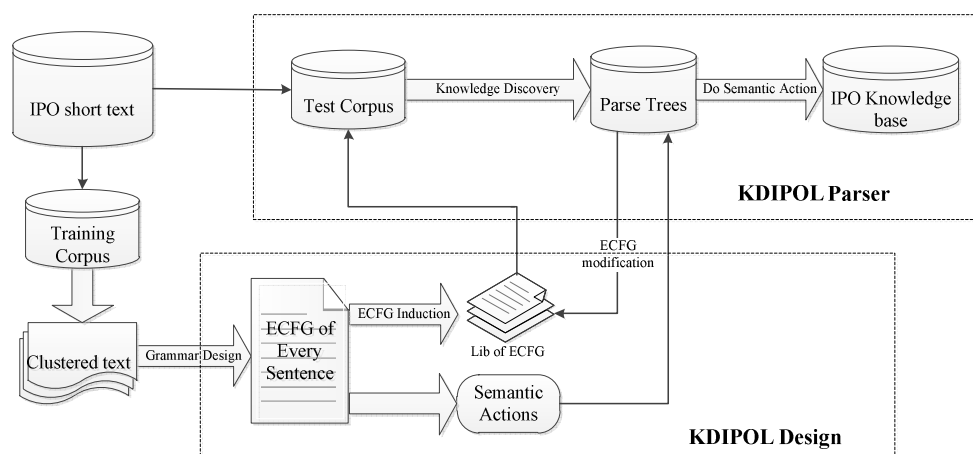 IPO short text
Test Corpus
Knowledge Discovery
Parse Trees
Do Semantic Action
IPO Knowledge
base
KDIPOL Parser
Training
Corpus
ECFG
modification
Clustered text
Grammar Design
ECFG of
Every
Sentence
ECFG Induction
Lib of ECFG
Semantic
Actions
KDIPOL Design